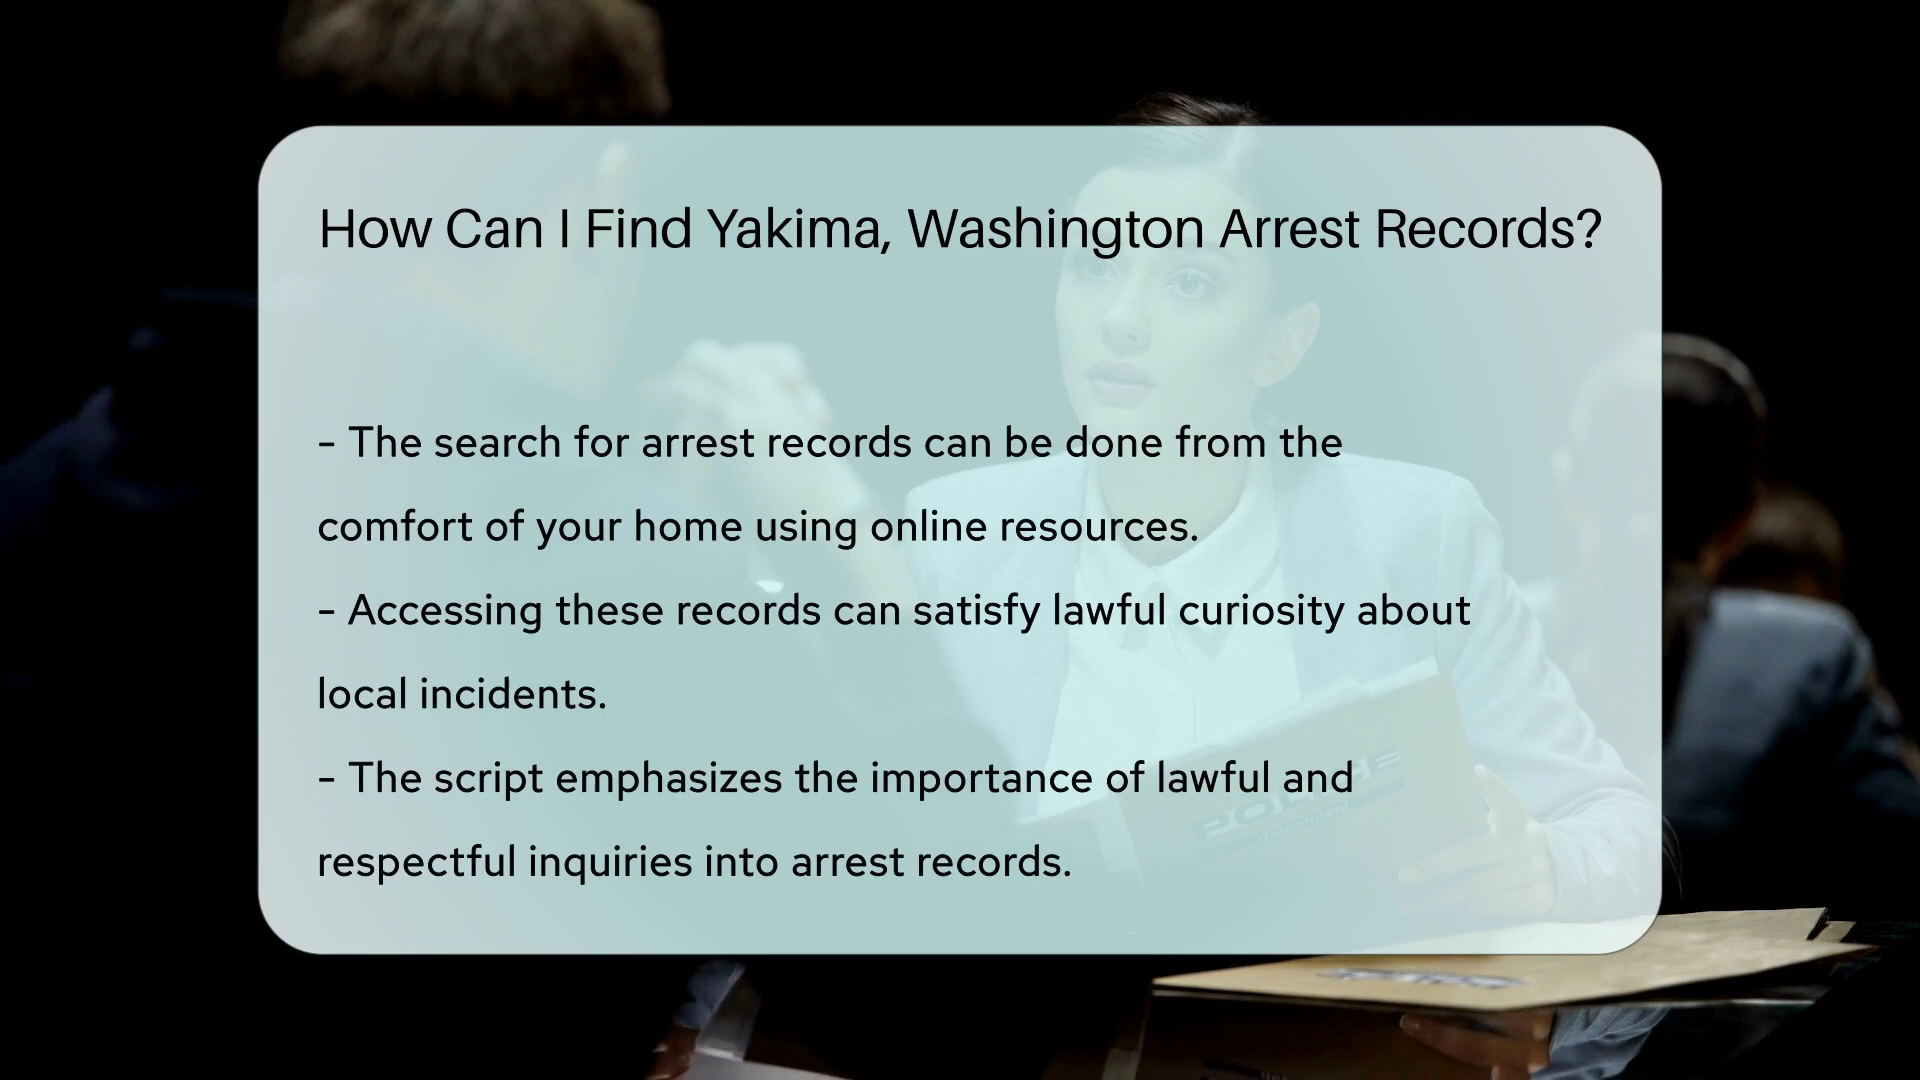 How Can I Find Yakima, Washington Arrest Records?
- The search for arrest records can be done from the
comfort of your home using online resources.
- Accessing these records can satisfy lawful curiosity about
local incidents.
- The script emphasizes the importance of lawful and
respectful inquiries into arrest records.
POLICE
department